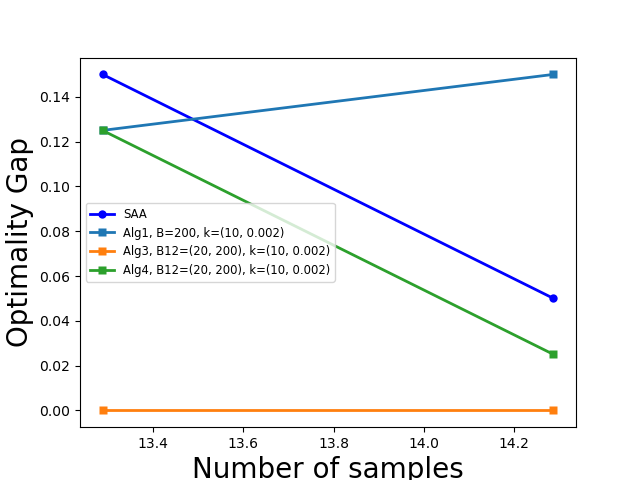 0.14
0.12
0.10
0.08
0.06
0.04
0.02
0.00
Optimality Gap
SAA
Alg1, B=200, k=(10, 0.002)
Alg3, B12=(20, 200), k=(10, 0.002)
Alg4, B12=(20, 200), k=(10, 0.002)
13.4 13.6 13.8 14.0 14.2
Number of samples